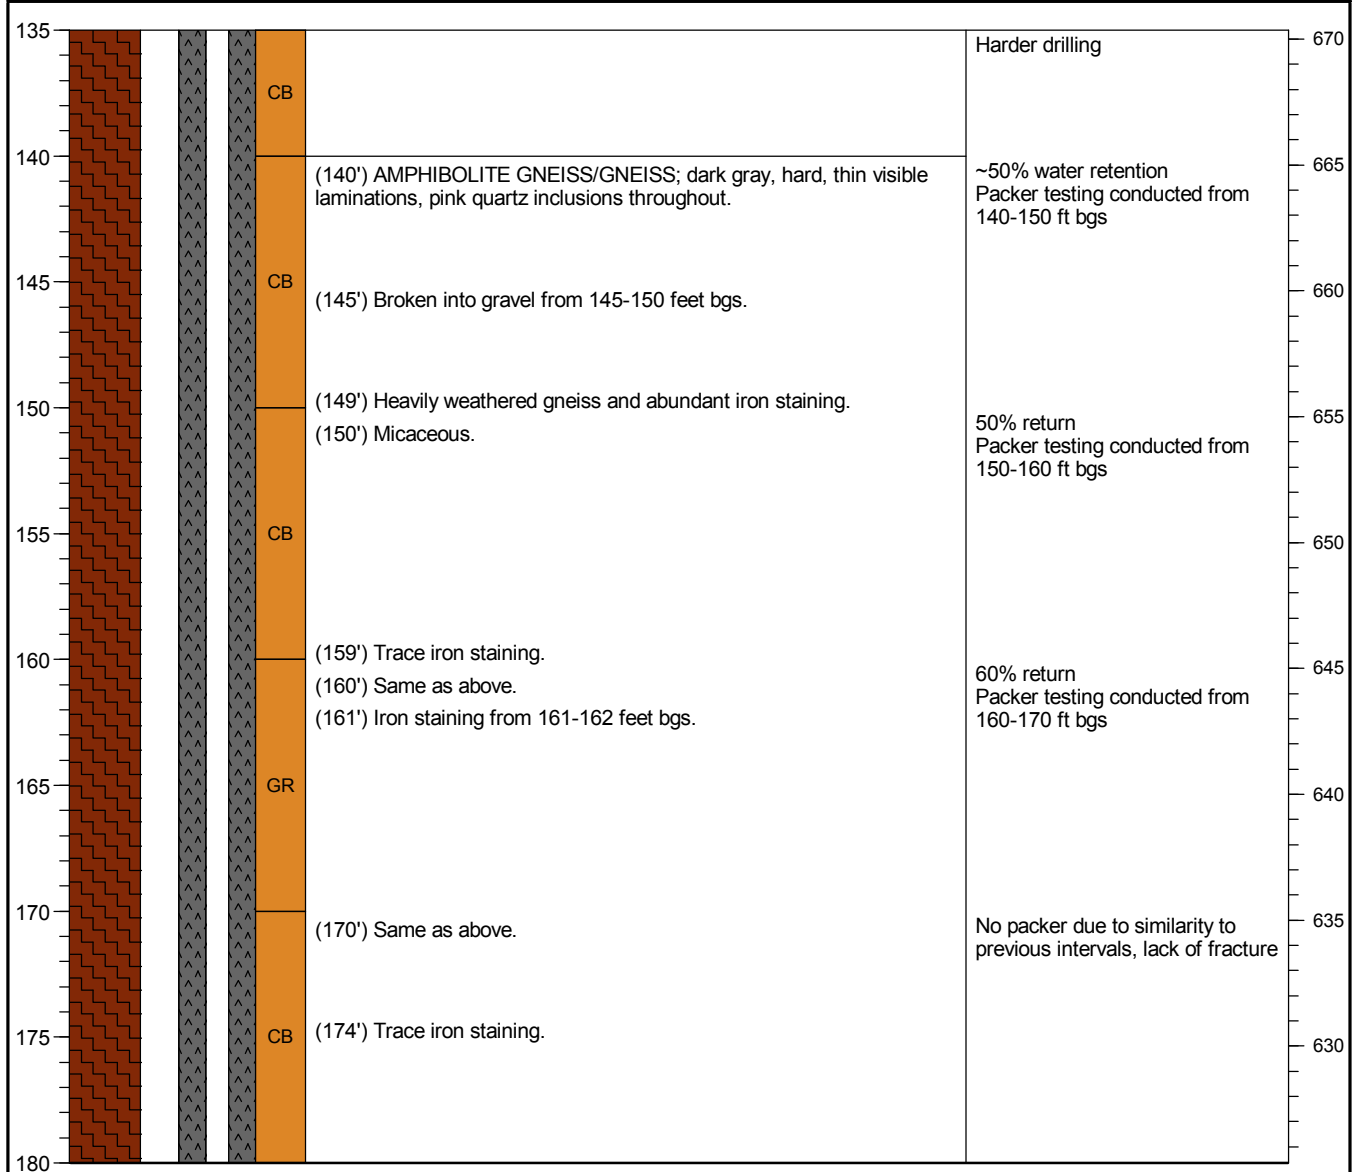 135
Harder drilling
670
CB
140
(140') AMPHIBOLITE GNEISS/GNEISS; dark gray, hard, thin visible
laminations, pink quartz inclusions throughout.
~50% water retention
Packer testing conducted from
140-150 ft bgs
665
CB
145
(145') Broken into gravel from 145-150 feet bgs.
660
(149') Heavily weathered gneiss and abundant iron staining.
150
(150') Micaceous.
50% return
Packer testing conducted from
150-160 ft bgs
655
CB
155
650
(159') Trace iron staining.
160
(160') Same as above.
(161') Iron staining from 161-162 feet bgs.
60% return
Packer testing conducted from
160-170 ft bgs
645
GR
165
640
170
(170') Same as above.
No packer due to similarity to
previous intervals, lack of fracture
635
CB
175
(174') Trace iron staining.
630
180